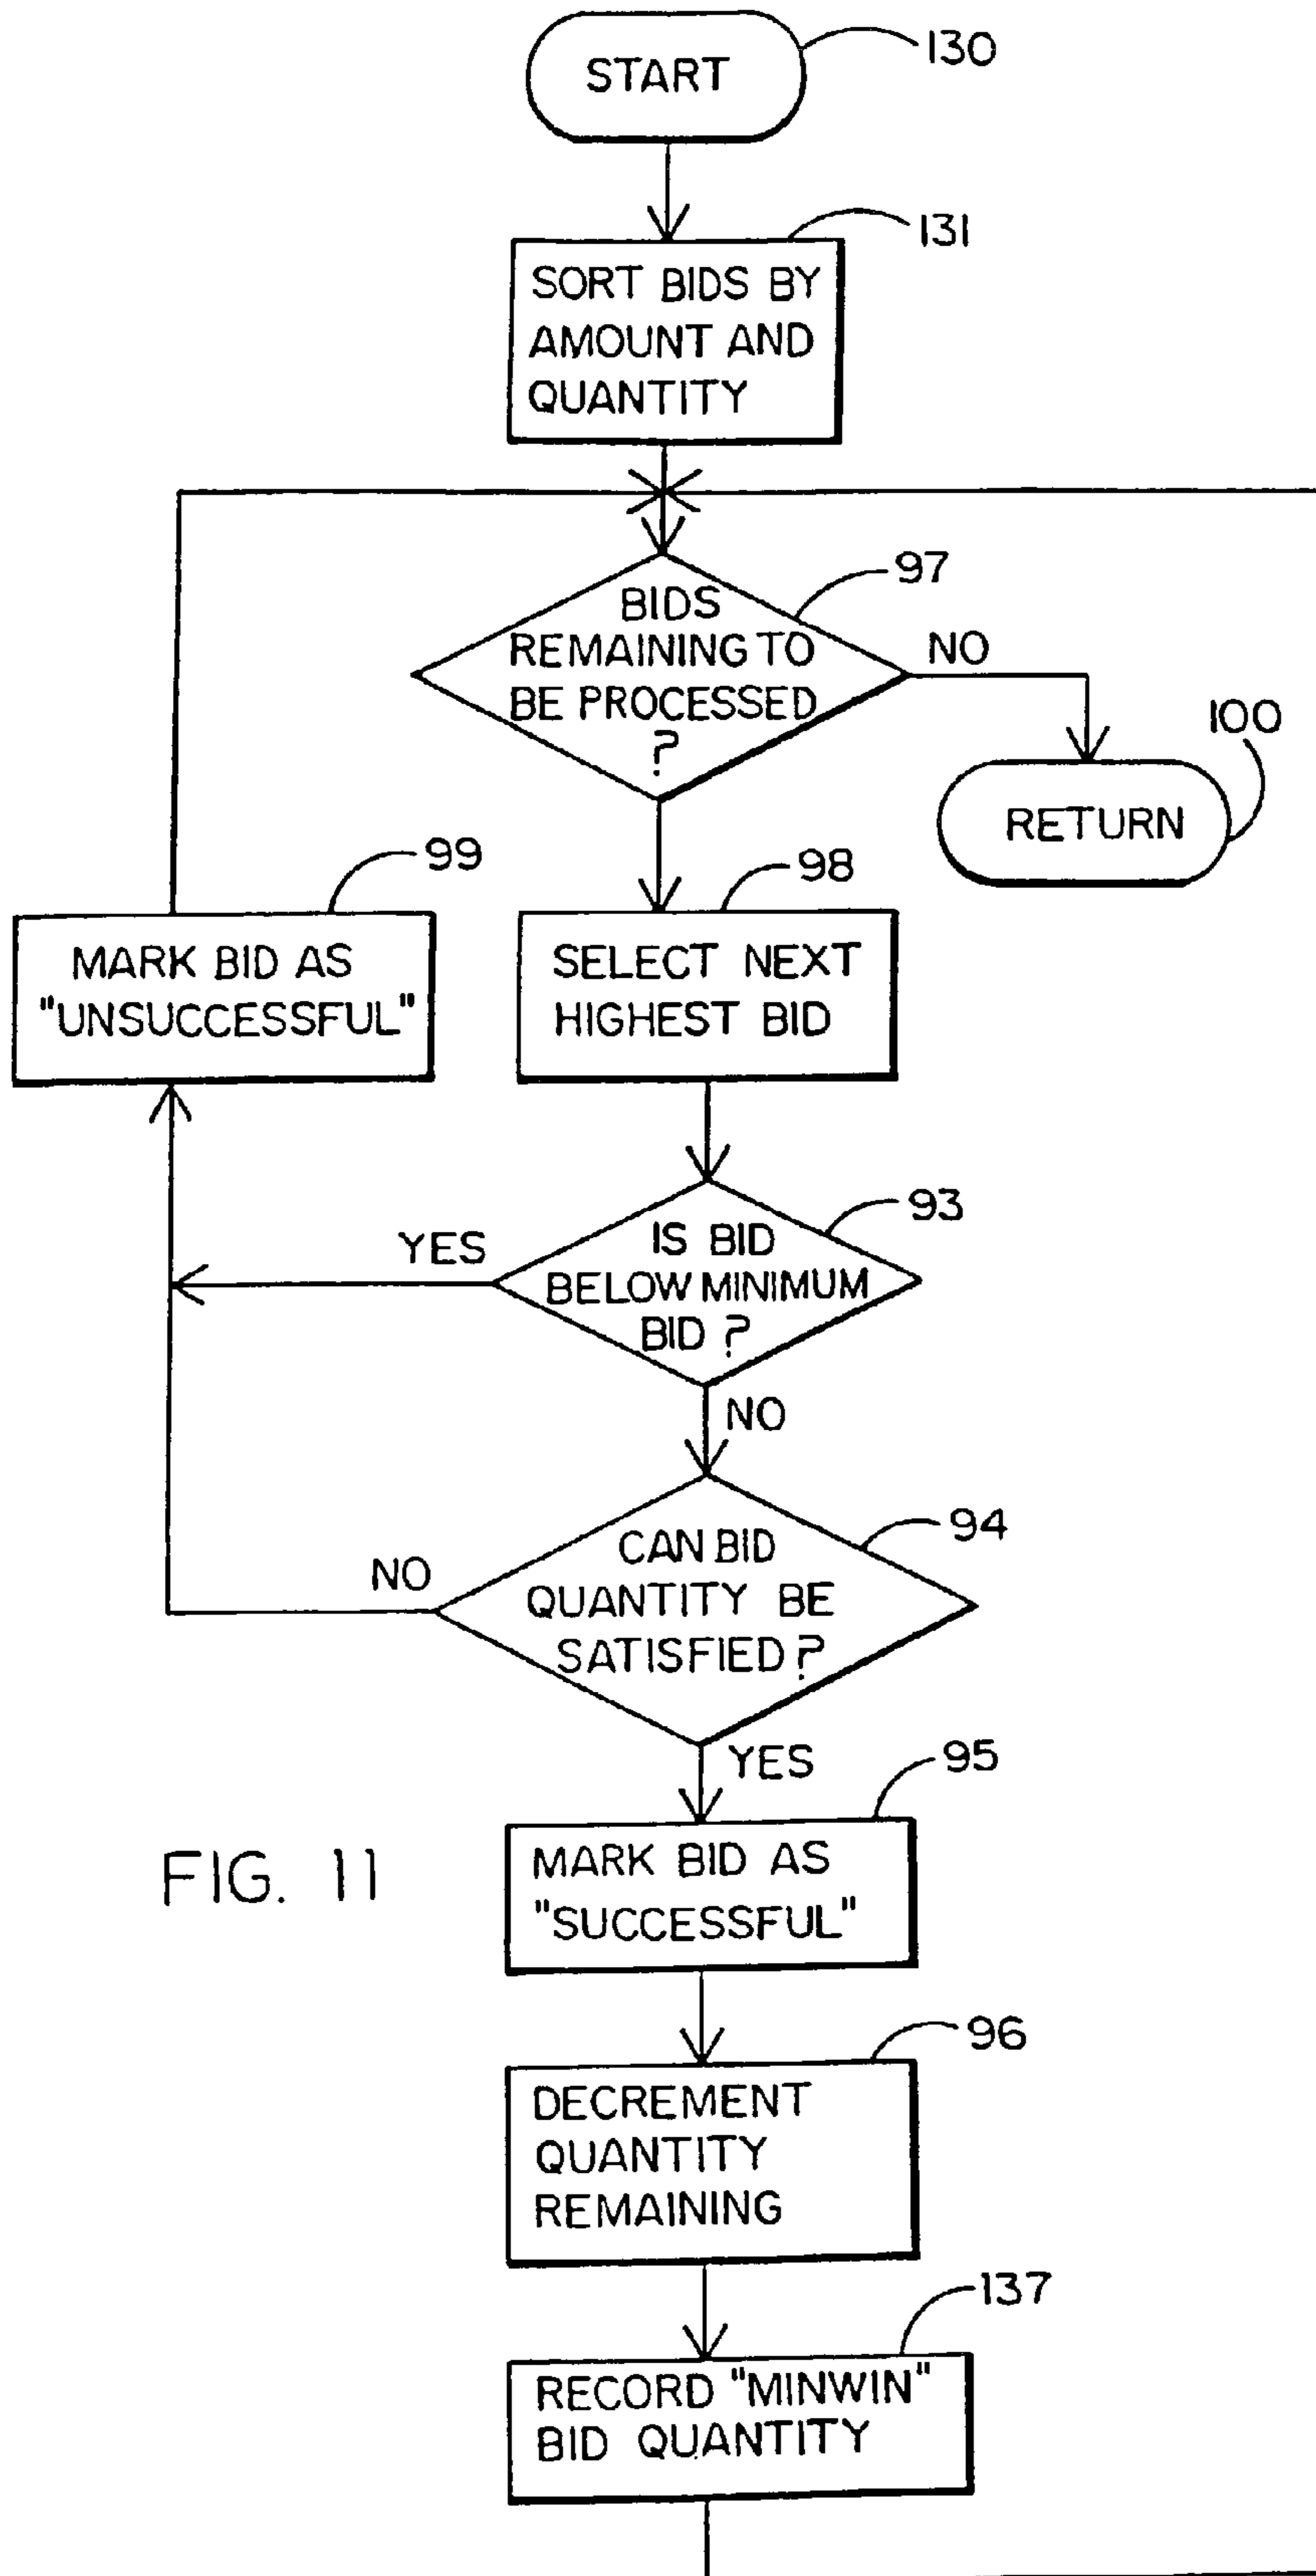 START
130
131
SORT BIDS BY
AMOUNT AND
QUANTITY
97
BIDS
REMAINING TO
BE PROCESSED
?
NO
100
RETURN
99
MARK BID AS
"UNSUCCESSFUL"
98
SELECT NEXT
HIGHEST BID
93
YES
IS BID
BELOW MINIMUM
BID ?
NO
94
NO
CAN BID
QUANTITY BE
SATISFIED ?
YES
95
MARK BID AS
"SUCCESSFUL"
FIG. 11
96
DECREMENT
QUANTITY
REMAINING
137
RECORD "MINWIN"
BID QUANTITY